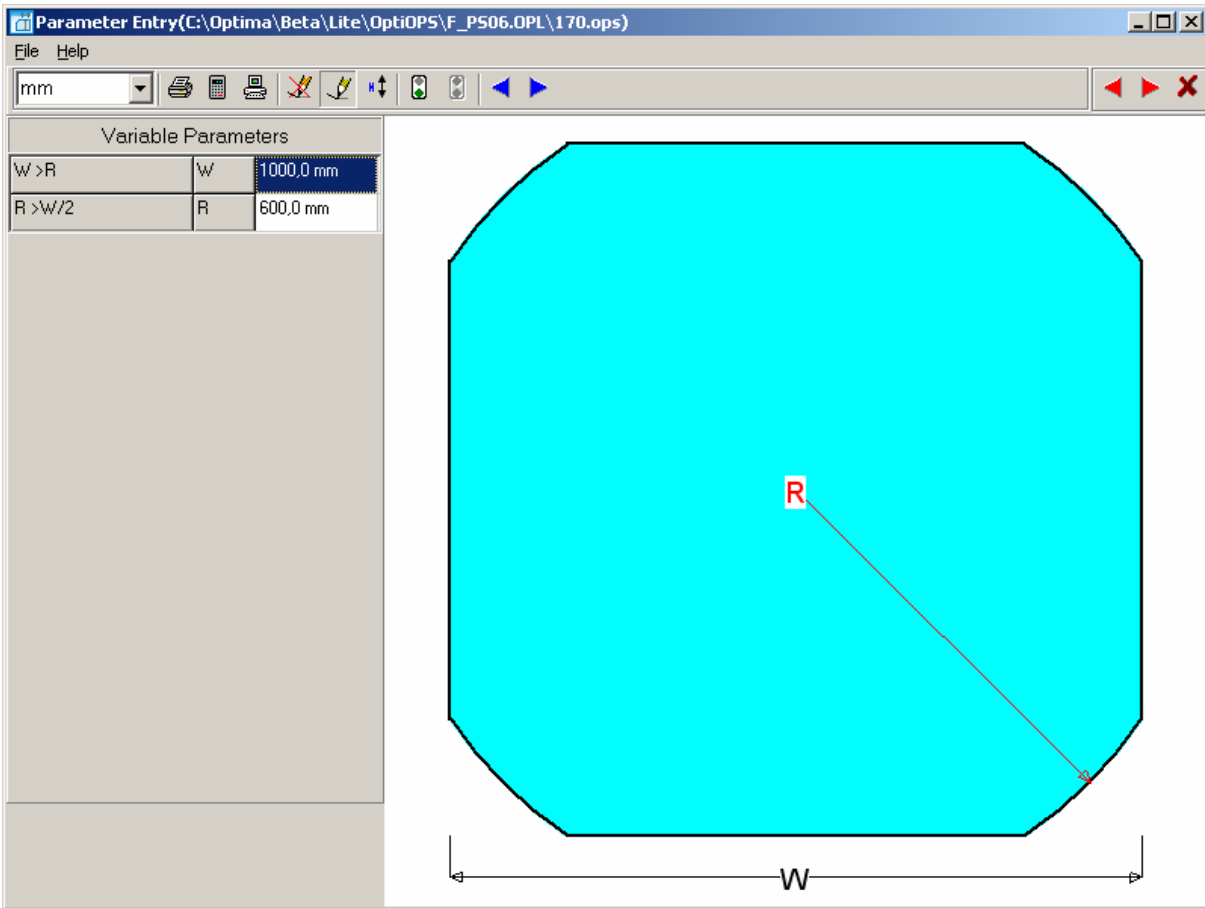 Parameter Entry(C:\Optima\Beta\Lite\OptiOPS\F_PS06.OPL\170.ops)
File Help
mm
Variable Parameters
W >R W 1000,0 mm
R >W/2 R 600,0 mm
R
W